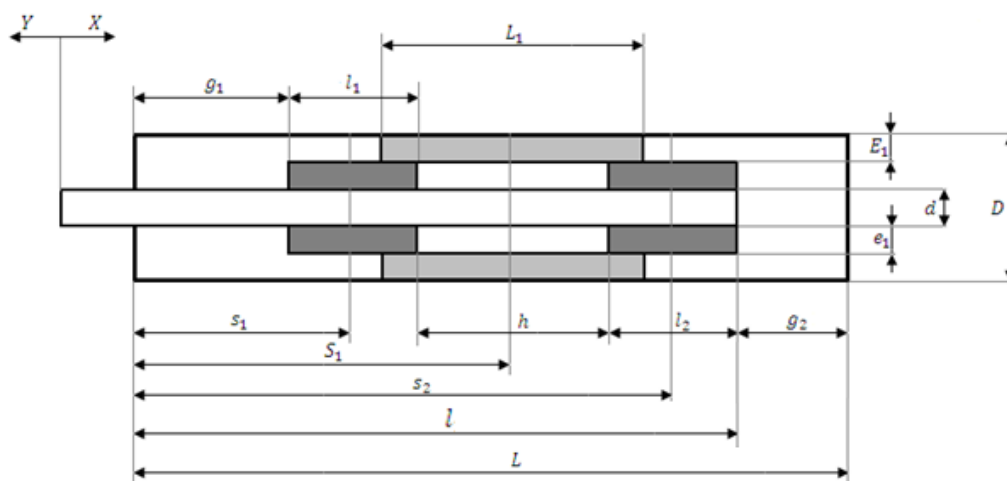 Y X
L₁
g₁ l₁
E₁
d D
e₁
s₁ h l₂ g₂
S₁
s₂
l
L